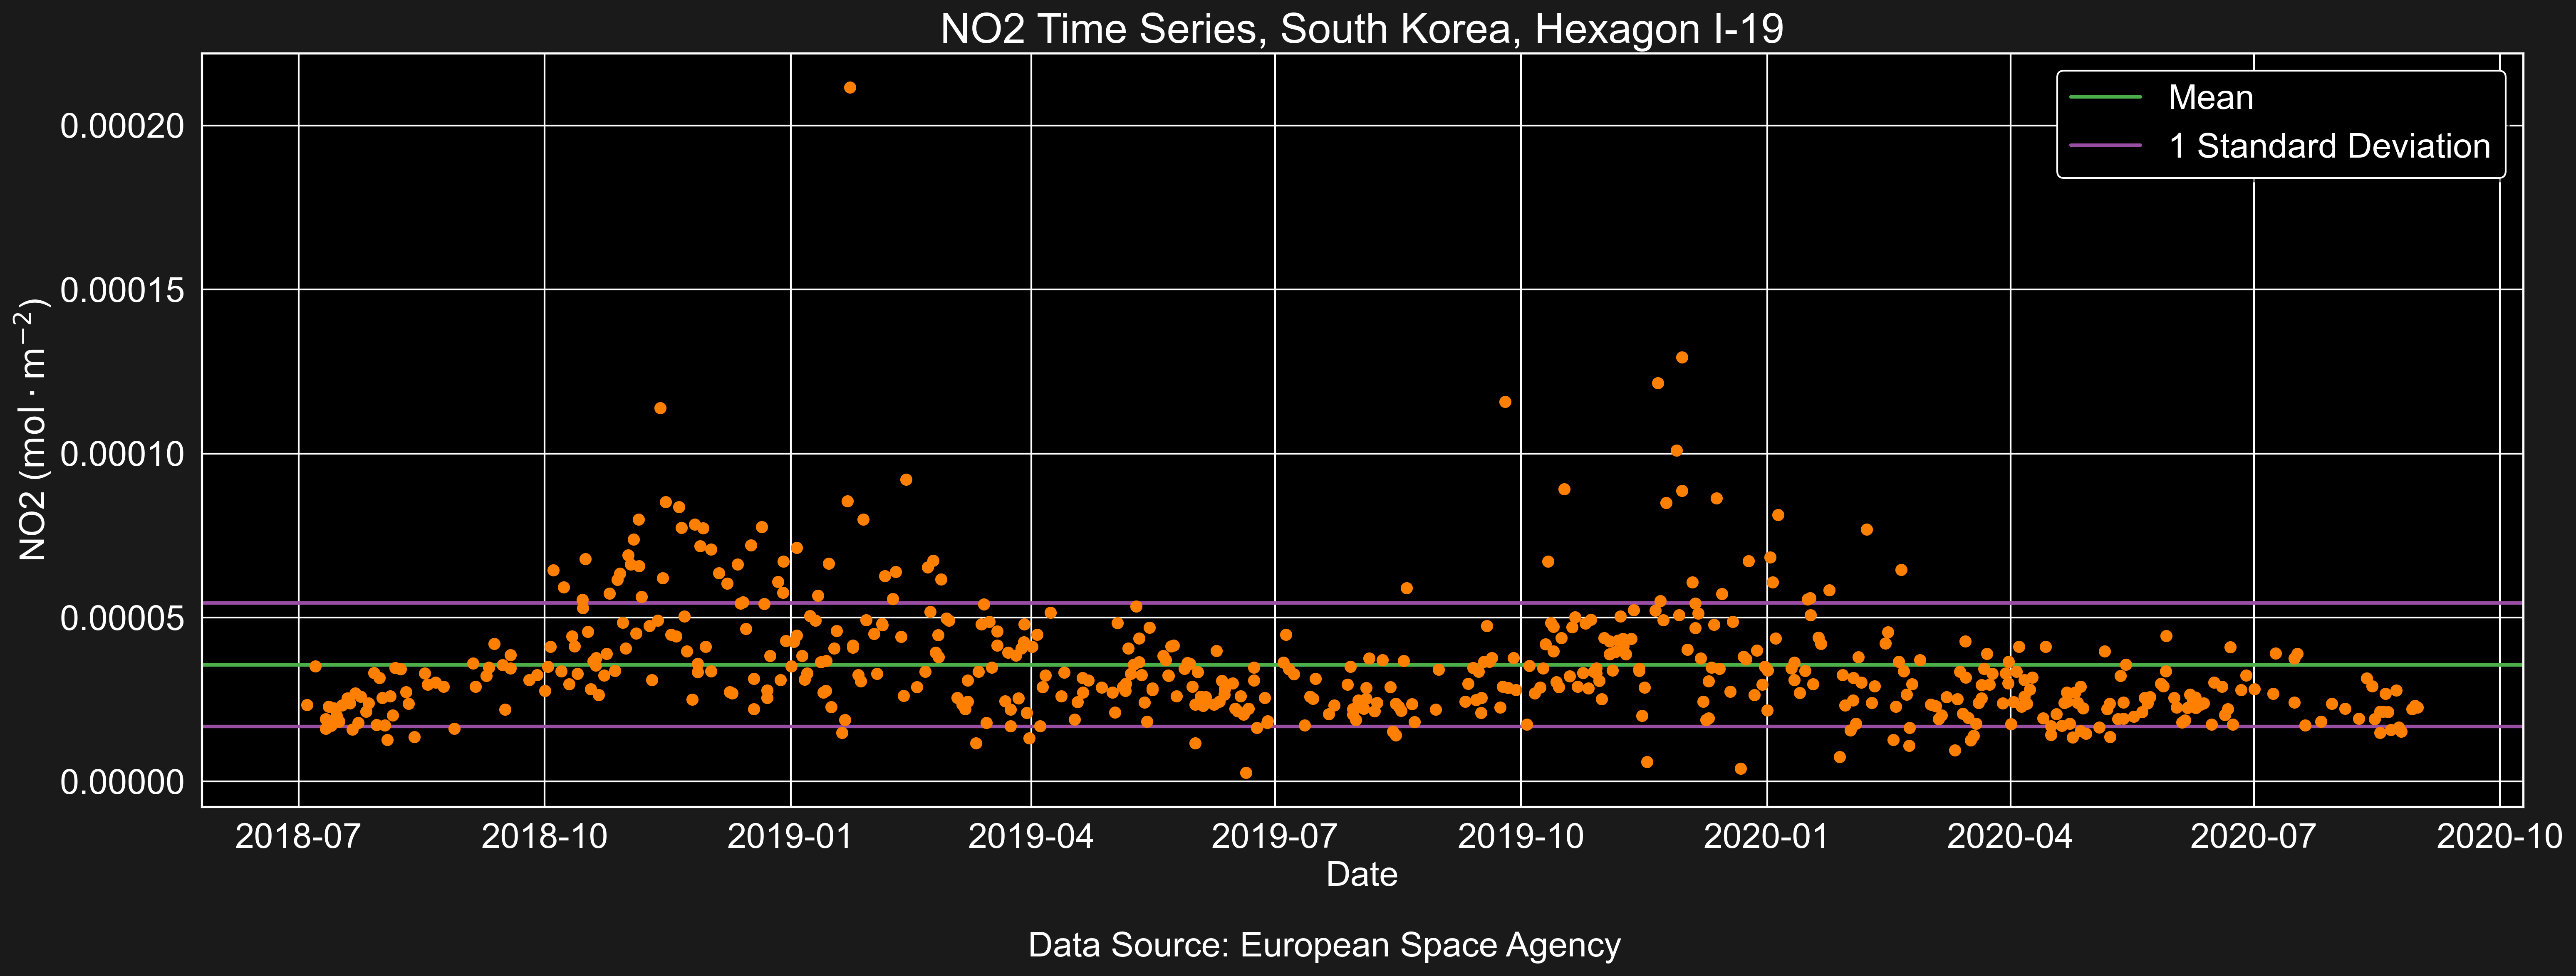 NO2 Time Series, South Korea, Hexagon I-19
Mean
1 Standard Deviation
NO2 (mol · m⁻²)
0.00020
0.00015
0.00010
0.00005
0.00000
2018-07 2018-10 2019-01 2019-04 2019-07 2019-10 2020-01 2020-04 2020-07 2020-10
Date
Data Source: European Space Agency